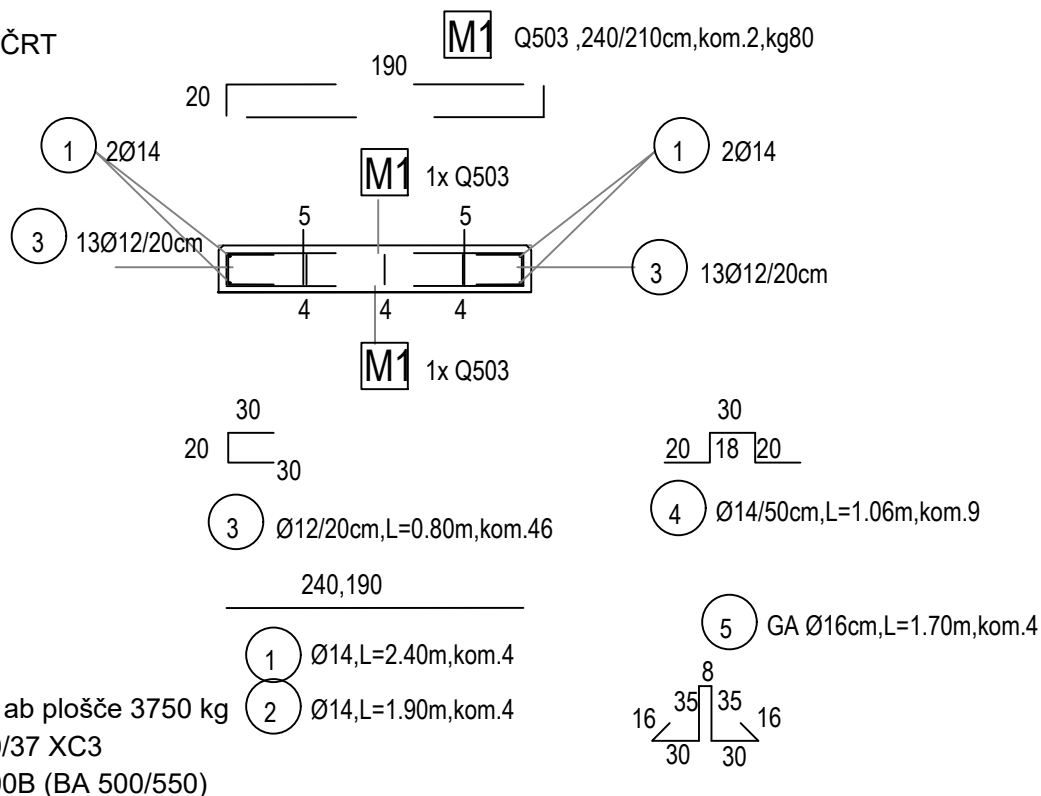 ČRT
M1 Q503 ,240/210cm,kom.2,kg80
190
20
1 2Ø14
1 2Ø14
M1 1x Q503
5
5
3 13Ø12/20cm
3 13Ø12/20cm
4
4
4
M1 1x Q503
30
20
30
3 Ø12/20cm,L=0.80m,kom.46
30
20 18 20
4 Ø14/50cm,L=1.06m,kom.9
240,190
1 Ø14,L=2.40m,kom.4
2 Ø14,L=1.90m,kom.4
5 GA Ø16cm,L=1.70m,kom.4
8
35 35
16 16
30 30
ab plošče 3750 kg
/37 XC3
0B (BA 500/550)